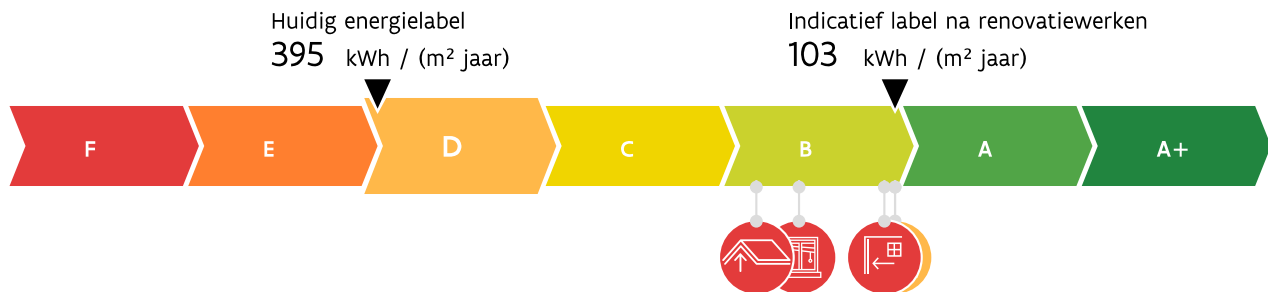 Huidig energielabel
395 kWh / (m² jaar)
Indicatief label na renovatiewerken
103 kWh / (m² jaar)
F E D C B A A+